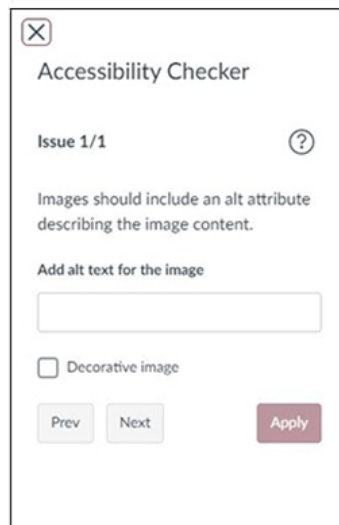 Accessibility Checker
Issue 1/1
Images should include an alt attribute
describing the image content.
Add alt text for the image
Decorative image
Prev Next Apply